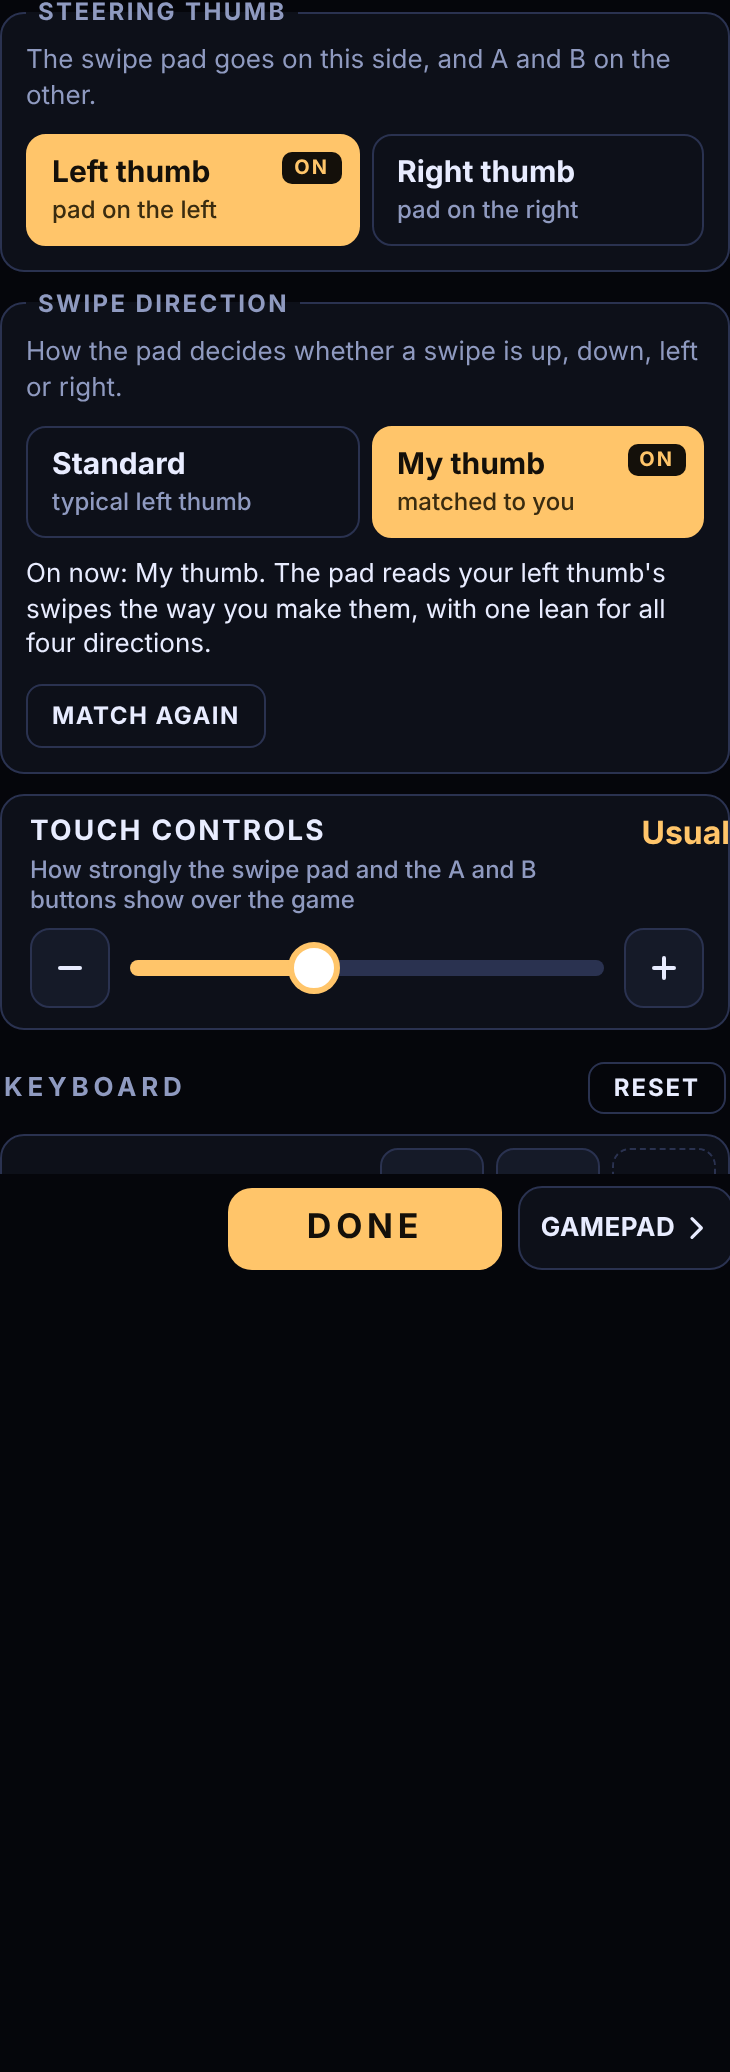 STEERING THUMB
The swipe pad goes on this side, and A and B on the
other.
Left thumb
ON
pad on the left
Right thumb
pad on the right
SWIPE DIRECTION
How the pad decides whether a swipe is up, down, left
or right.
Standard
typical left thumb
My thumb
ON
matched to you
On now: My thumb. The pad reads your left thumb's
swipes the way you make them, with one lean for all
four directions.
MATCH AGAIN
TOUCH CONTROLS
Usual
How strongly the swipe pad and the A and B
buttons show over the game
KEYBOARD
RESET
DONE
GAMEPAD